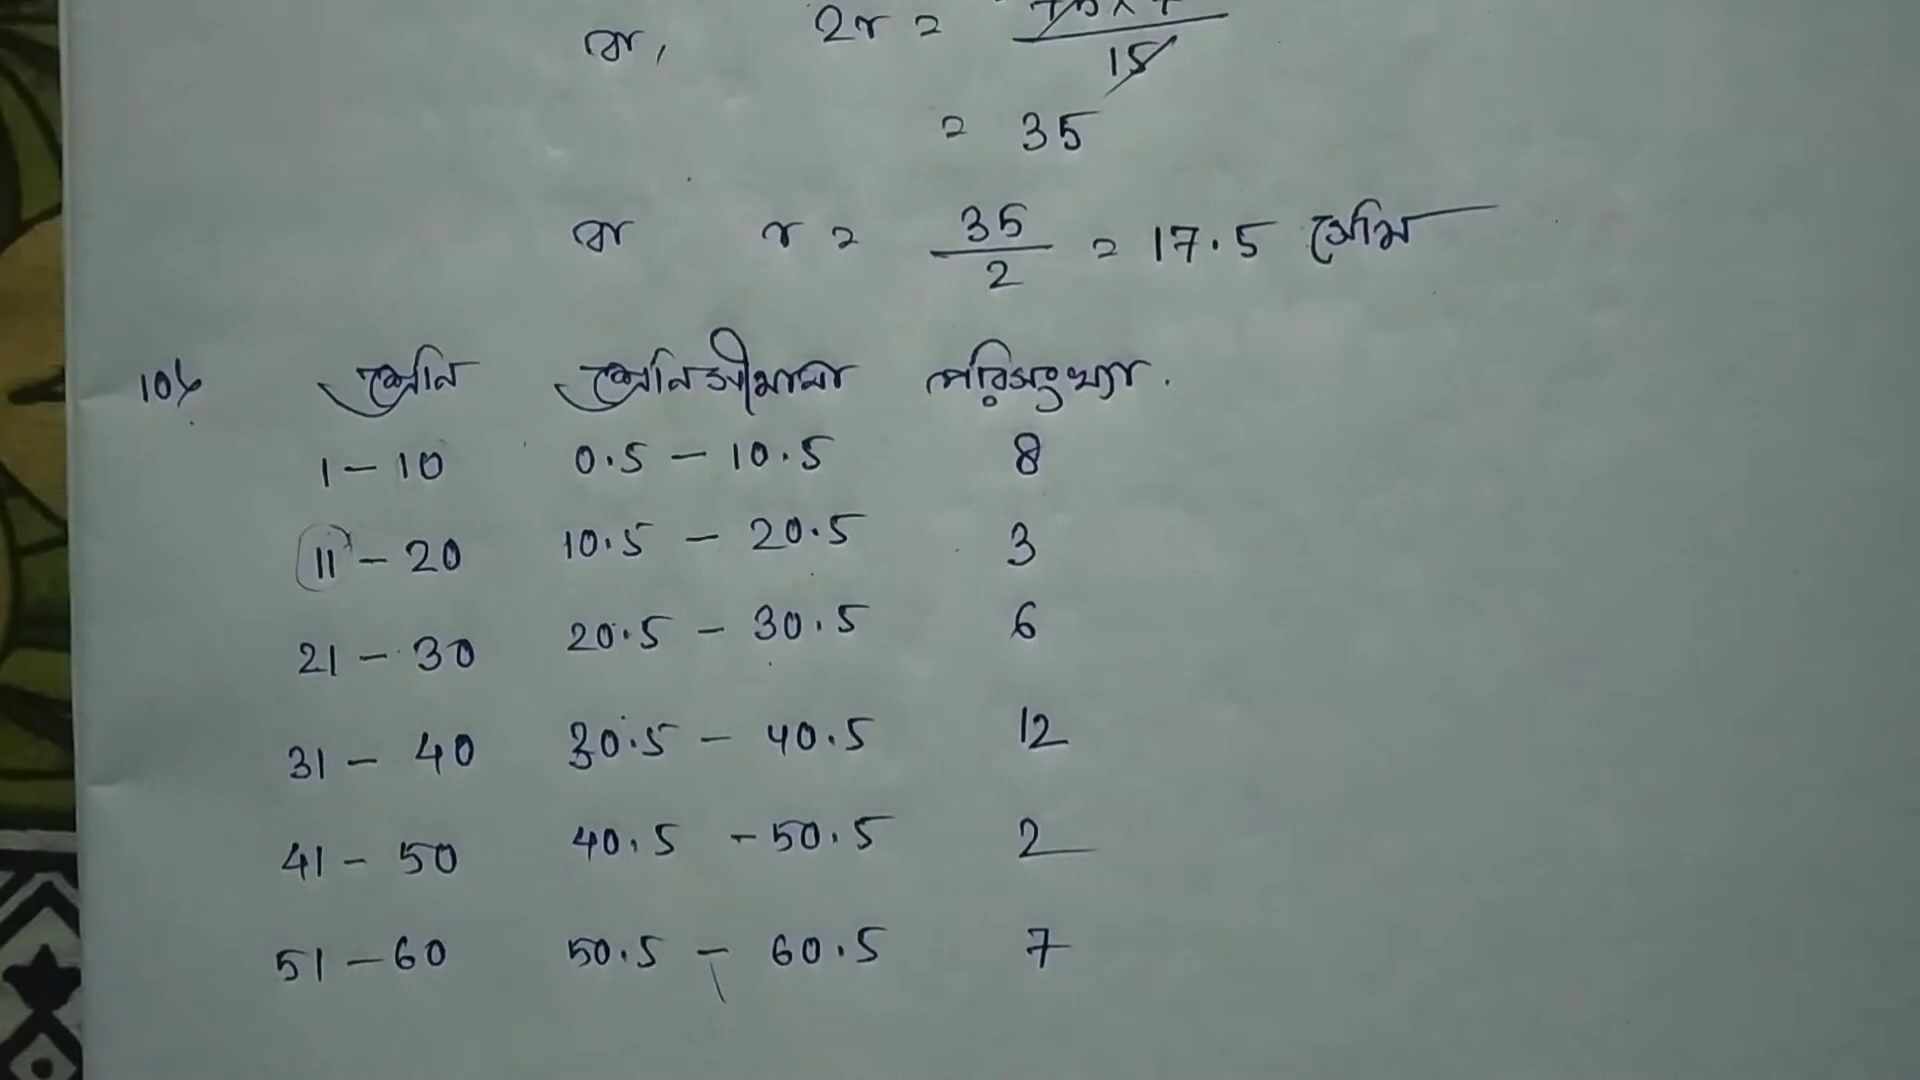 বা, 2r =
15
= 35
বা r = 35/2 = 17.5 সেমি
10) শ্রেনি শ্রেনিসীমানা পরিসংখ্যা.
1 – 10 0.5 – 10.5 8
11 – 20 10.5 – 20.5 3
21 – 30 20.5 – 30.5 6
31 – 40 30.5 – 40.5 12
41 – 50 40.5 – 50.5 2
51 – 60 50.5 – 60.5 7